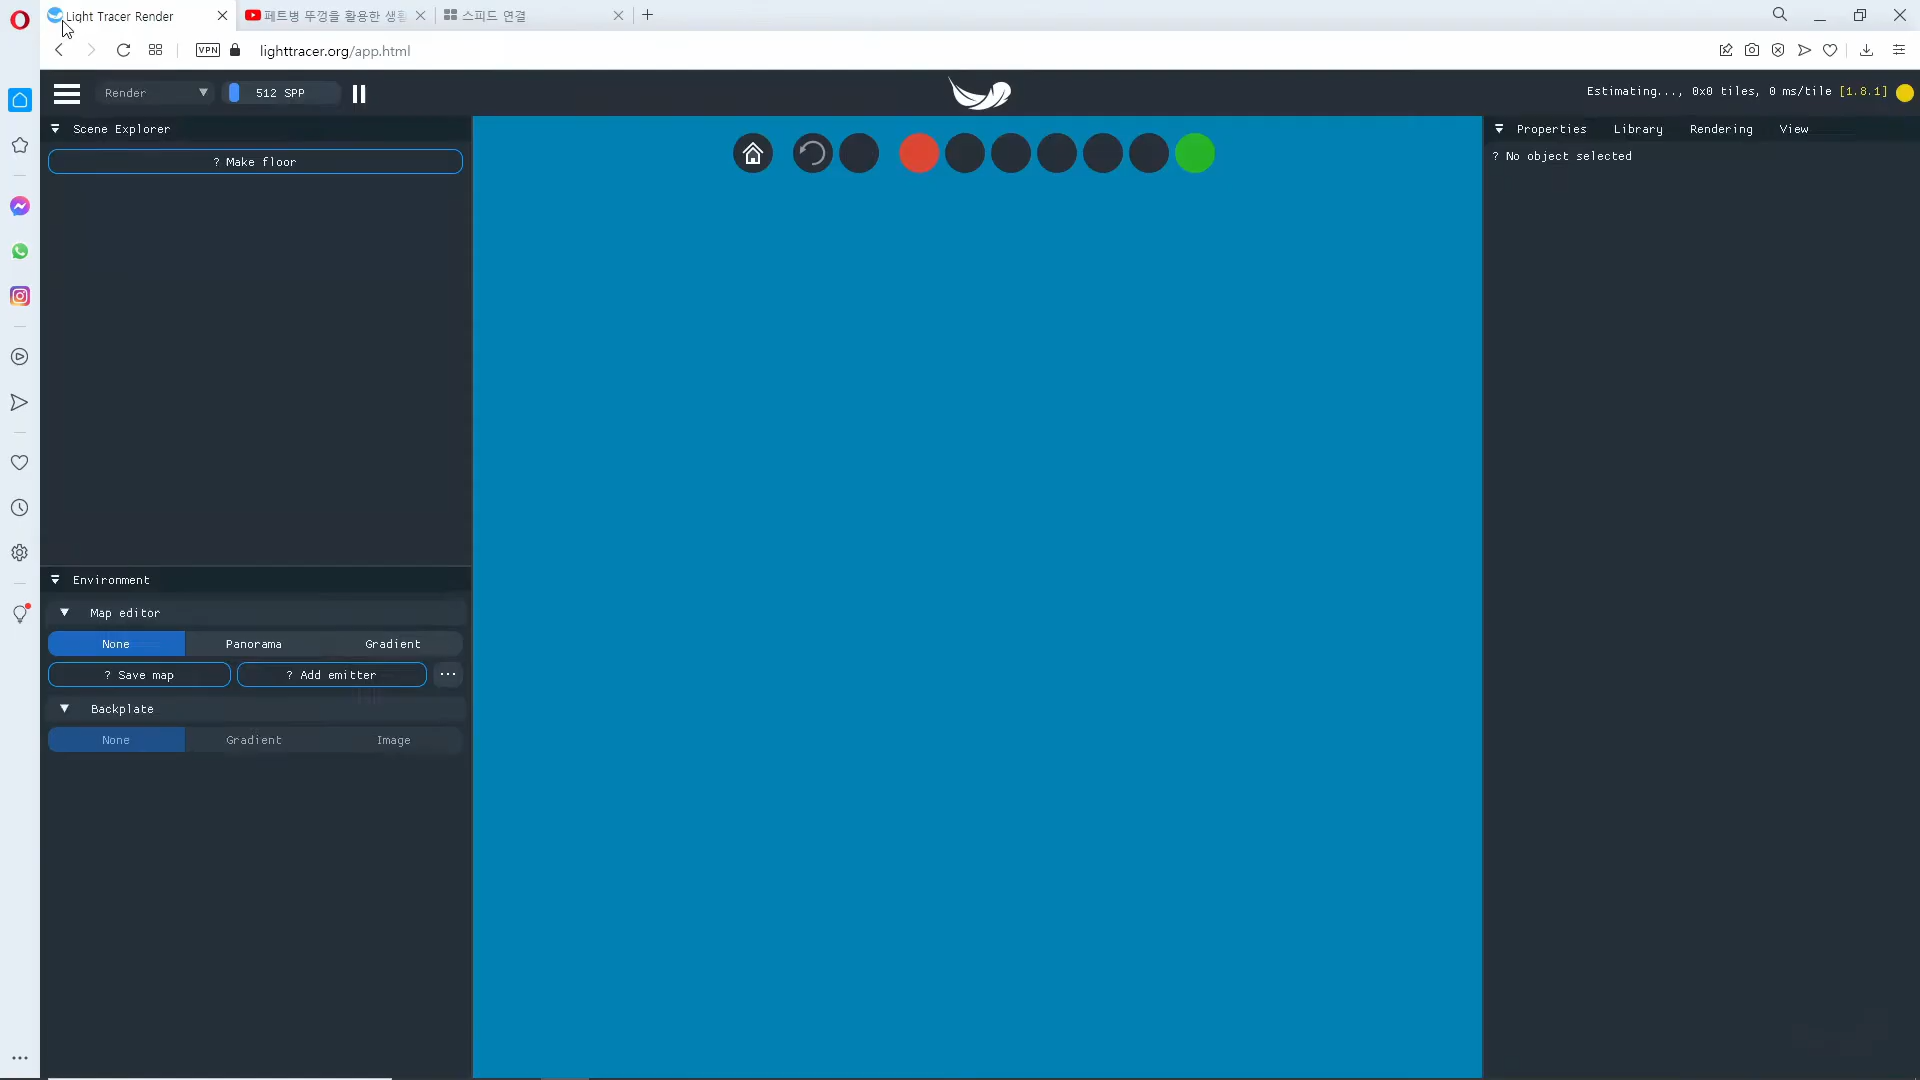 Light Tracer Render
페트병 뚜껑을 활용한 생활
스피드 연결
VPN
lighttracer.org/app.html
Render
512 SPP
Estimating..., 0x0 tiles, 0 ms/tile [1.8.1]
Scene Explorer
? Make floor
Properties
Library
Rendering
View
? No object selected
Environment
Map editor
None
Panorama
Gradient
? Save map
? Add emitter
...
Backplate
None
Gradient
Image